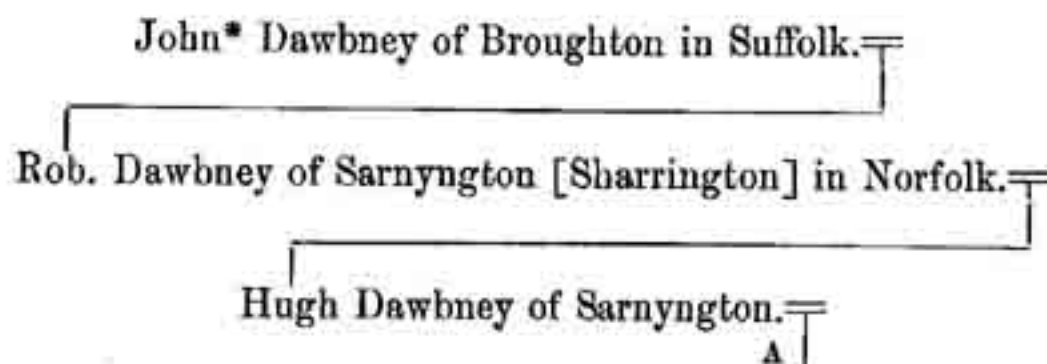 John* Dawbney of Broughton in Suffolk.
Rob. Dawbney of Sarnyngton [Sharrington] in Norfolk.
Hugh Dawbney of Sarnyngton.
A